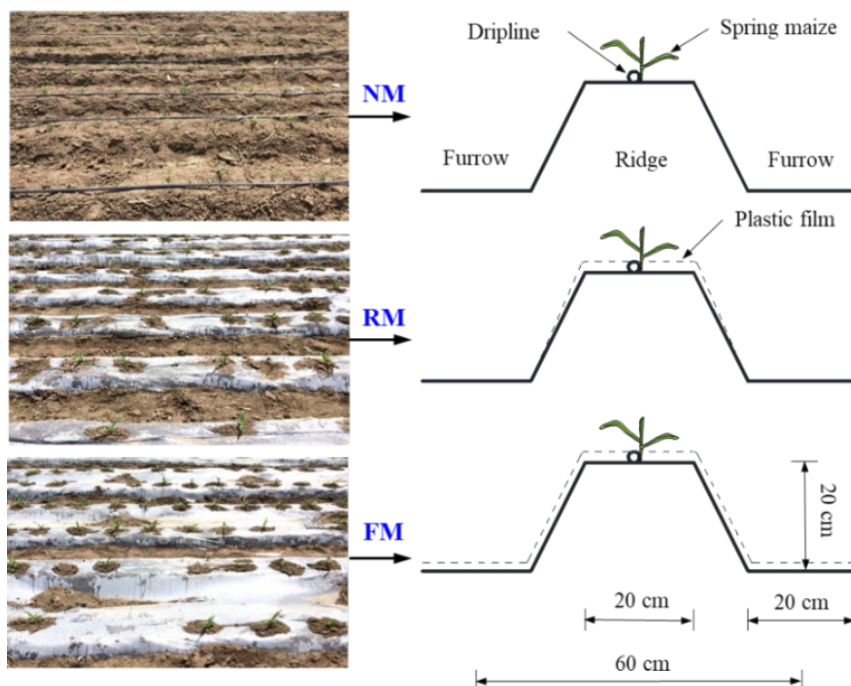 Dripline
Spring maize
NM
Furrow
Ridge
Furrow
Plastic film
RM
FM
20 cm
20 cm
20 cm
60 cm